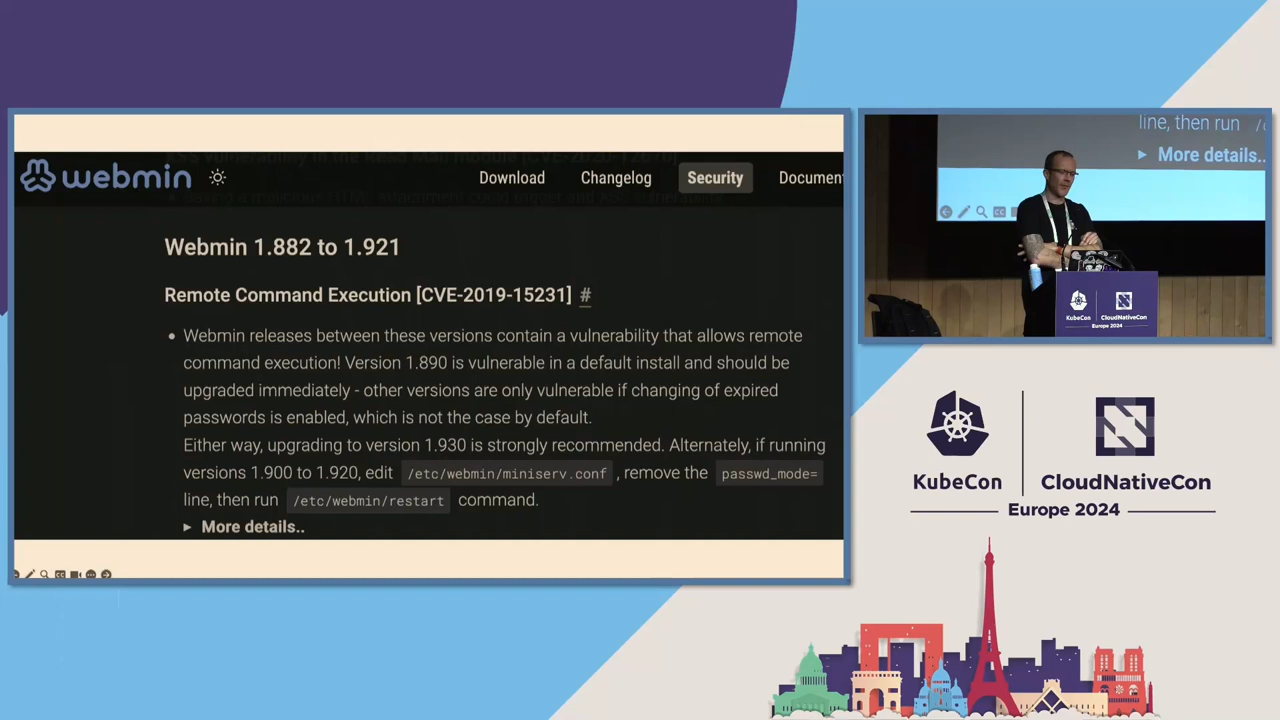 webmin
Download
Changelog
Security
Document
Webmin 1.882 to 1.921
Remote Command Execution [CVE-2019-15231] #
Webmin releases between these versions contain a vulnerability that allows remote
command execution! Version 1.890 is vulnerable in a default install and should be
upgraded immediately - other versions are only vulnerable if changing of expired
passwords is enabled, which is not the case by default.
Either way, upgrading to version 1.930 is strongly recommended. Alternately, if running
versions 1.900 to 1.920, edit /etc/webmin/miniserv.conf , remove the passwd_mode=
line, then run /etc/webmin/restart command.
More details..
line, then run
More details..
KubeCon
CloudNativeCon
Europe 2024
KubeCon
CloudNativeCon
Europe 2024